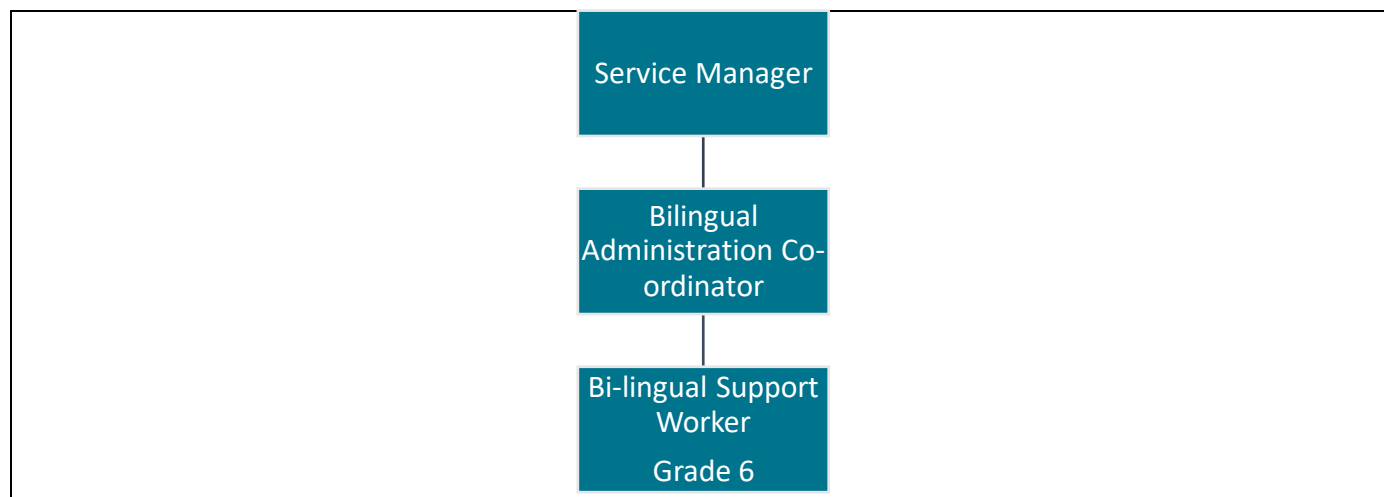 Service Manager
Bilingual
Administration Co-
ordinator
Bi-lingual Support
Worker
Grade 6